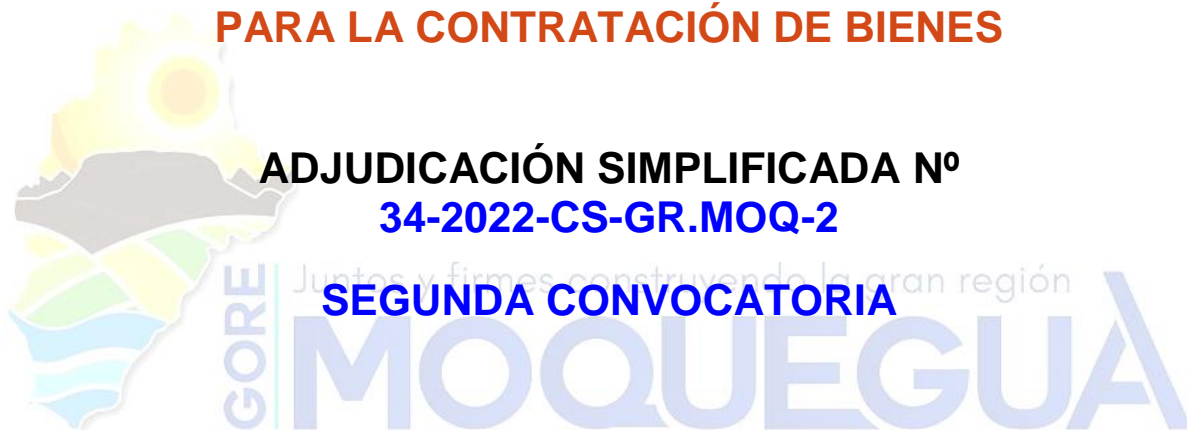 PARA LA CONTRATACIÓN DE BIENES
ADJUDICACIÓN SIMPLIFICADA Nº
34-2022-CS-GR.MOQ-2
Juntos y firmes construyendo la gran región
SEGUNDA CONVOCATORIA
GORE
MOQUEGUA